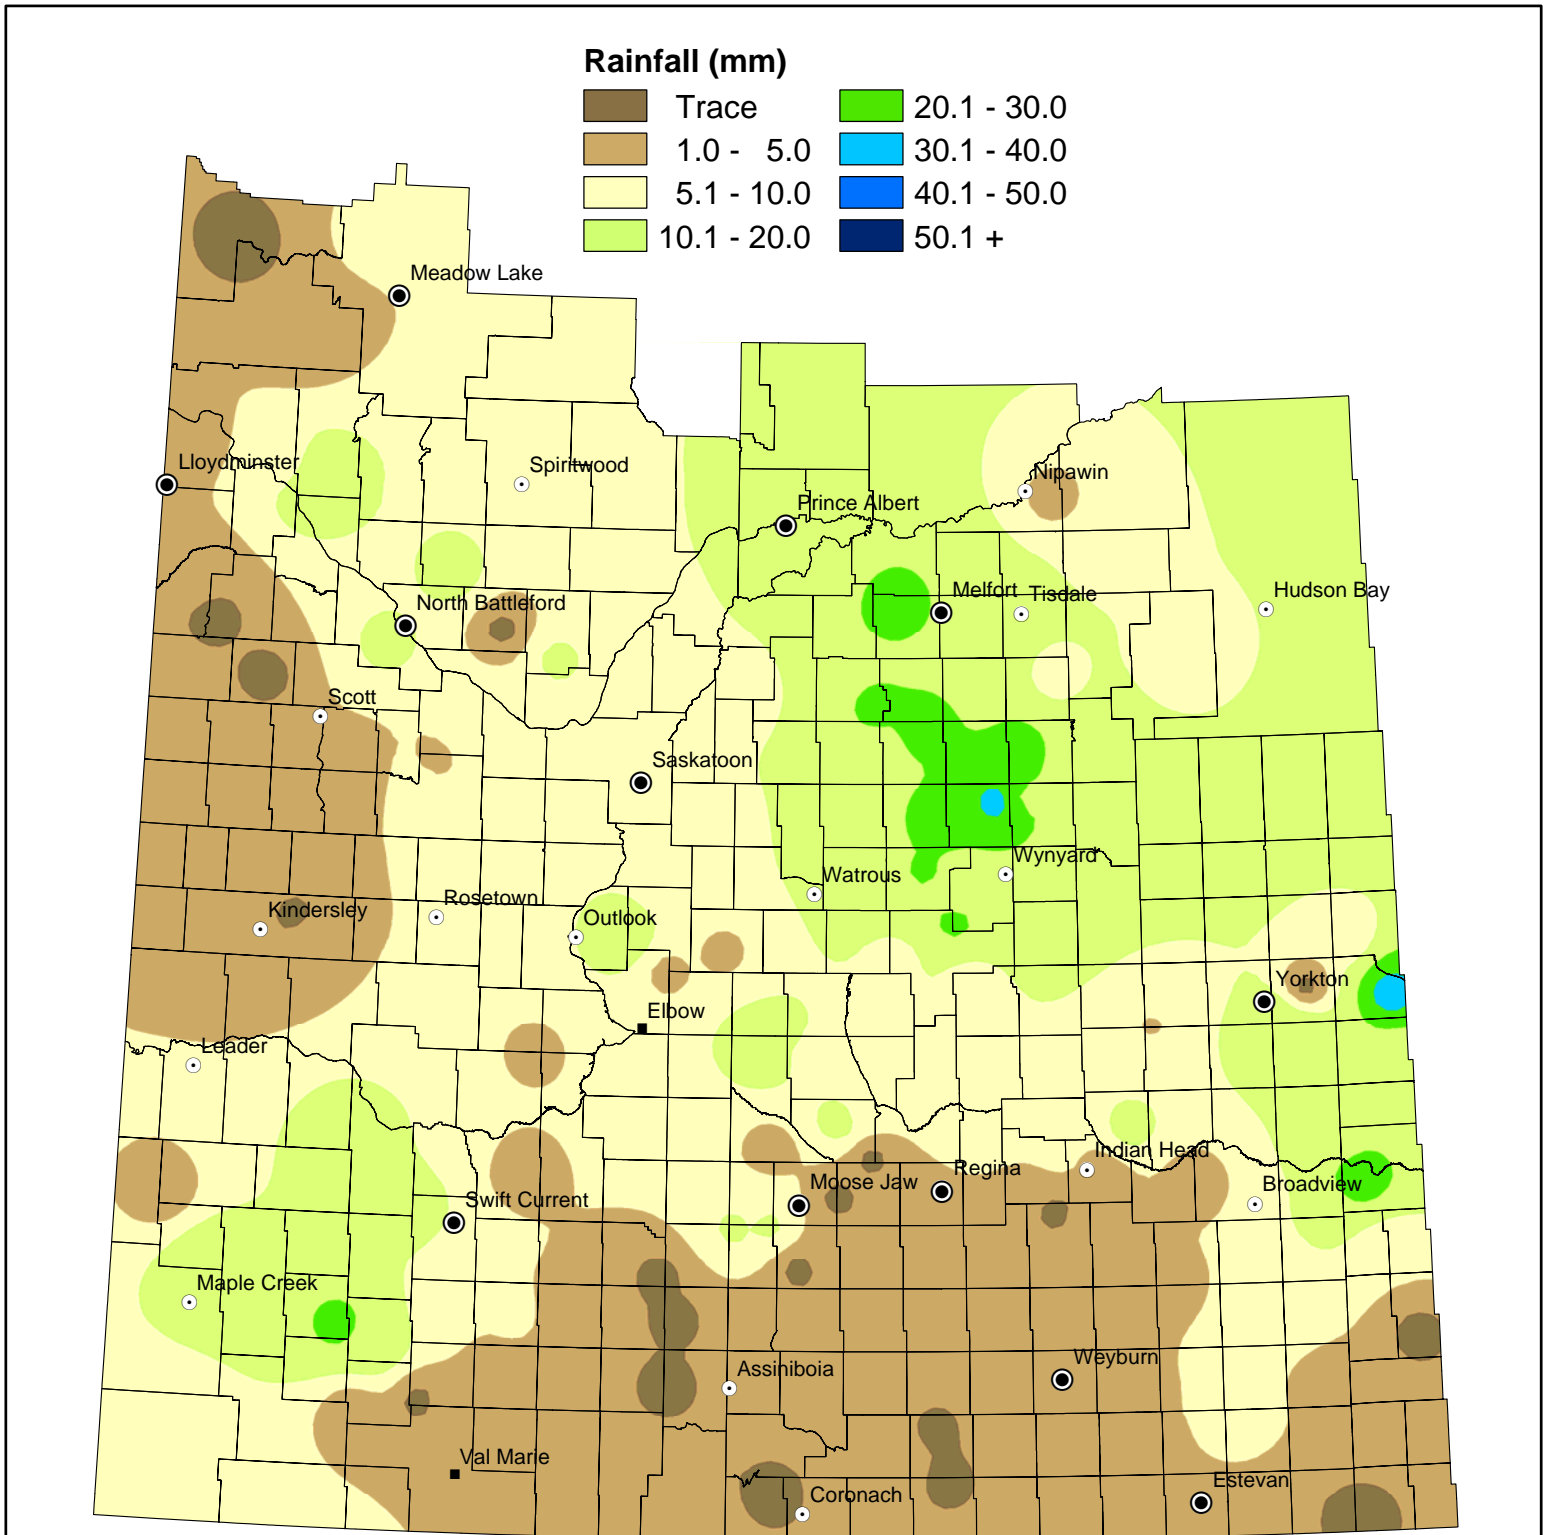 Rainfall (mm)
Trace
20.1 - 30.0
1.0 - 5.0
30.1 - 40.0
5.1 - 10.0
40.1 - 50.0
10.1 - 20.0
50.1 +
Meadow Lake
Lloydminster
Spiritwood
Nipawin
Prince Albert
North Battleford
Melfort
Tisdale
Hudson Bay
Scott
Saskatoon
Wynyard
Watrous
Kindersley
Rosetown
Outlook
Yorkton
Elbow
Leader
Indian Head
Regina
Moose Jaw
Broadview
Swift Current
Maple Creek
Weyburn
Assiniboia
Val Marie
Estevan
Coronach